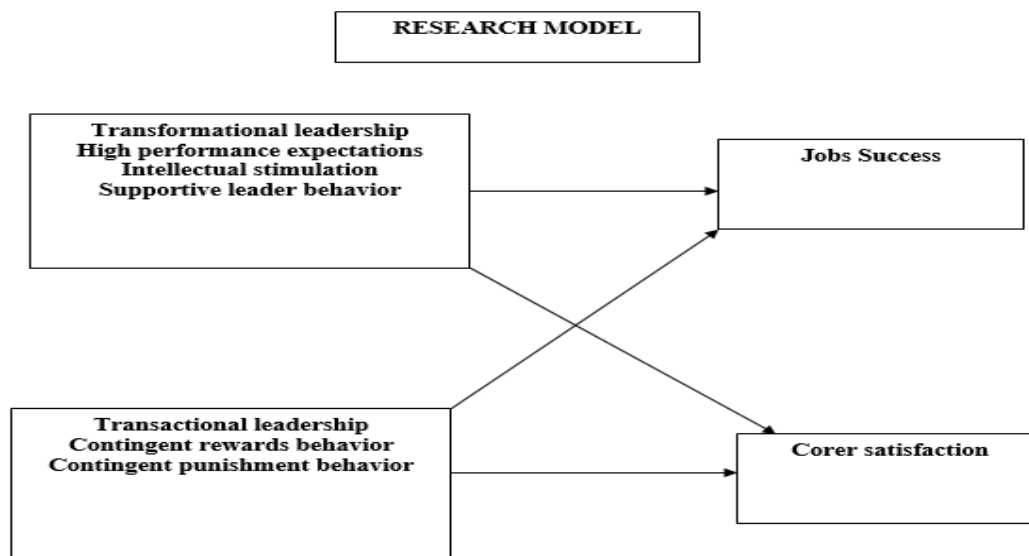 RESEARCH MODEL
Transformational leadership
High performance expectations
Intellectual stimulation
Supportive leader behavior
Jobs Success
Transactional leadership
Contingent rewards behavior
Contingent punishment behavior
Corer satisfaction